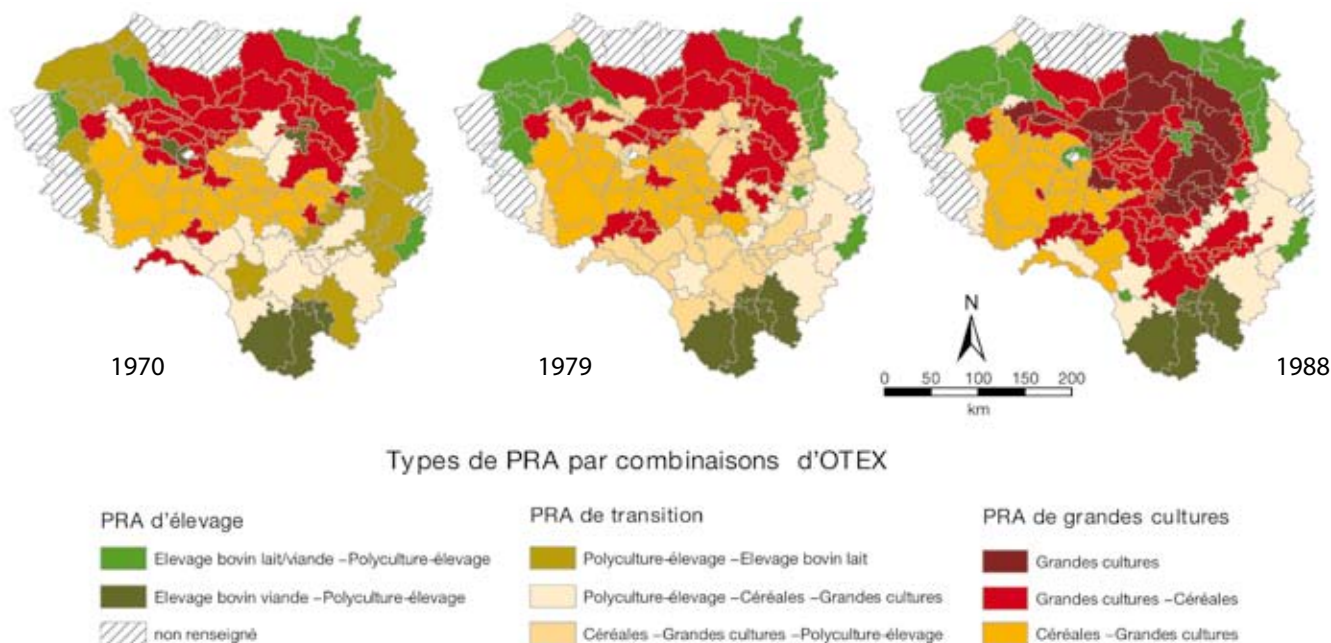 1970
1979
1988
N
0 50 100 150 200
km
Types de PRA par combinaisons d'OTEX
PRA d'élevage
Elevage bovin lait/viande –Polyculture-élevage
Elevage bovin viande –Polyculture-élevage
non renseigné
PRA de transition
Polyculture-élevage –Elevage bovin lait
Polyculture-élevage –Céréales –Grandes cultures
Céréales –Grandes cultures –Polyculture-élevage
PRA de grandes cultures
Grandes cultures
Grandes cultures –Céréales
Céréales –Grandes cultures